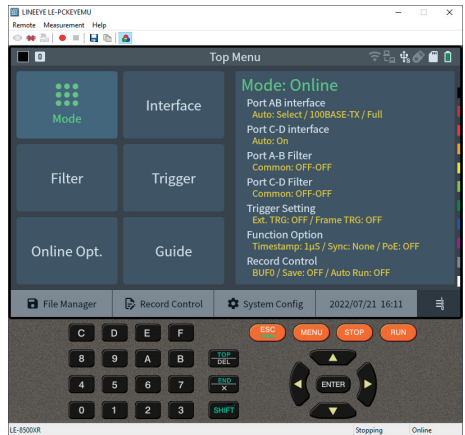 LINEEYE LE-PCKEYEMU
Remote Measurement Help
0 Top Menu
Mode
Interface
Filter
Trigger
Online Opt.
Guide
Mode: Online
Port AB interface
Auto: Select / 100BASE-TX / Full
Port C-D interface
Auto: On
Port A-B Filter
Common: OFF-OFF
Port C-D Filter
Common: OFF-OFF
Trigger Setting
Ext. TRG: OFF / Frame TRG: OFF
Function Option
Timestamp: 1µS / Sync: None / PoE: OFF
Record Control
BUF0 / Save: OFF / Auto Run: OFF
File Manager Record Control System Config 2022/07/21 16:11
C D E F
8 9 A B TOP DEL
4 5 6 7 END X
0 1 2 3 SHIFT
ESC MENU STOP RUN
ENTER
LE-8500XR Stopping Online